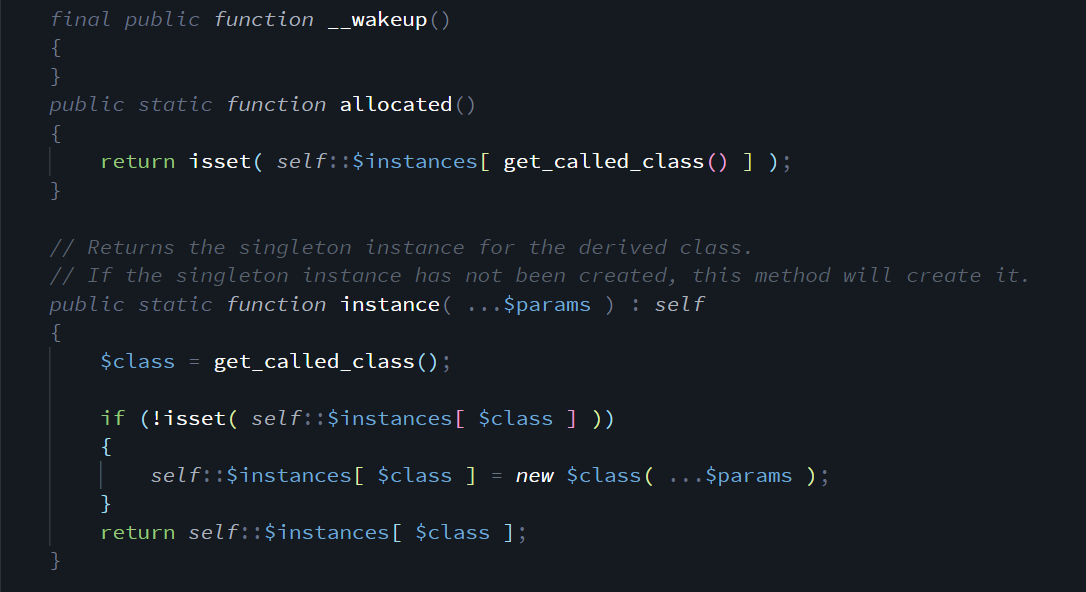 final public function __wakeup()
{
}
public static function allocated()
{
return isset( self::$instances[ get_called_class() ] );
}
// Returns the singleton instance for the derived class.
// If the singleton instance has not been created, this method will create it.
public static function instance( ...$params ) : self
{
$class = get_called_class();
if (!isset( self::$instances[ $class ] ))
{
self::$instances[ $class ] = new $class( ...$params );
}
return self::$instances[ $class ];
}